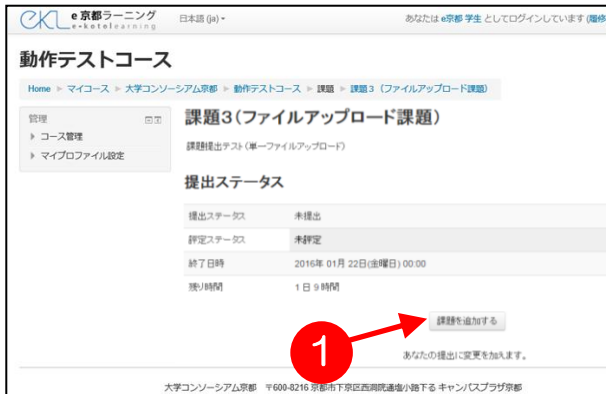 e京都ラーニング
e-kotolearning
日本語 (ja)
あなたは e京都 学生 としてログインしています (履修
動作テストコース
Home ▶ マイコース ▶ 大学コンソーシアム京都 ▶ 動作テストコース ▶ 課題 ▶ 課題3 (ファイルアップロード課題)
管理
コース管理
マイプロファイル設定
課題3(ファイルアップロード課題)
課題提出テスト(単一ファイルアップロード)
提出ステータス
提出ステータス 未提出
評定ステータス 未評定
終了日時 2016年 01月 22日(金曜日) 00:00
残り時間 1 日 9 時間
課題を追加する
1
あなたの提出に変更を加えます。
大学コンソーシアム京都 〒600-8216 京都市下京区西洞院通塩小路下る キャンパスプラザ京都